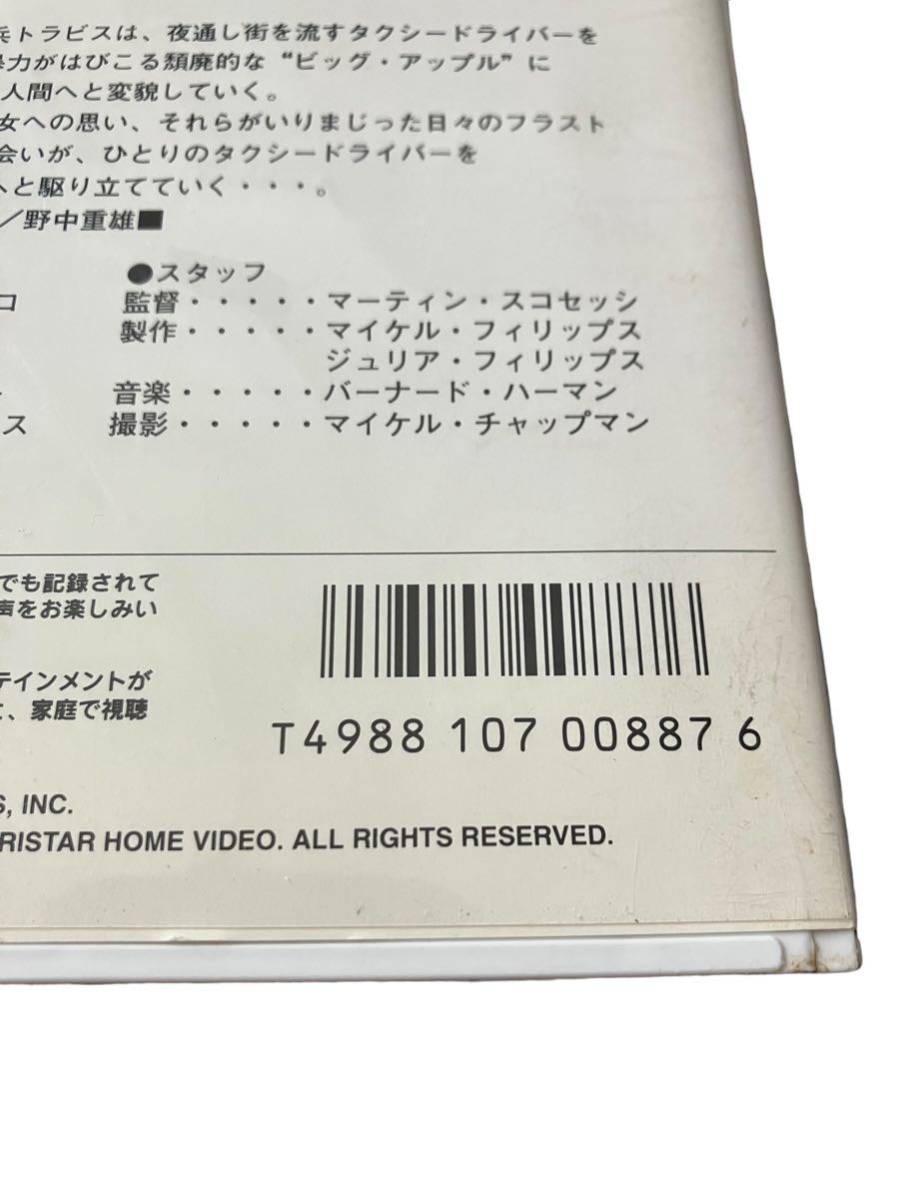 兵トラビスは、夜通し街を流すタクシードライバーを
暴力がはびこる頽廃的な“ビッグ・アップル”に
人間へと変貌していく。
女への思い、それらがいりまじった日々のフラスト
会いが、ひとりのタクシードライバーを
へと駆り立てていく・・・。
／野中重雄■
●スタッフ
コ 監督・・・・・マーティン・スコセッシ
製作・・・・・マイケル・フィリップス
ジュリア・フィリップス
音楽・・・・・バーナード・ハーマン
ス 撮影・・・・・マイケル・チャップマン
でも記録されて
声をお楽しみい
テインメントが
、家庭で視聴
T4988 107 00887 6
S, INC.
RISTAR HOME VIDEO. ALL RIGHTS RESERVED.